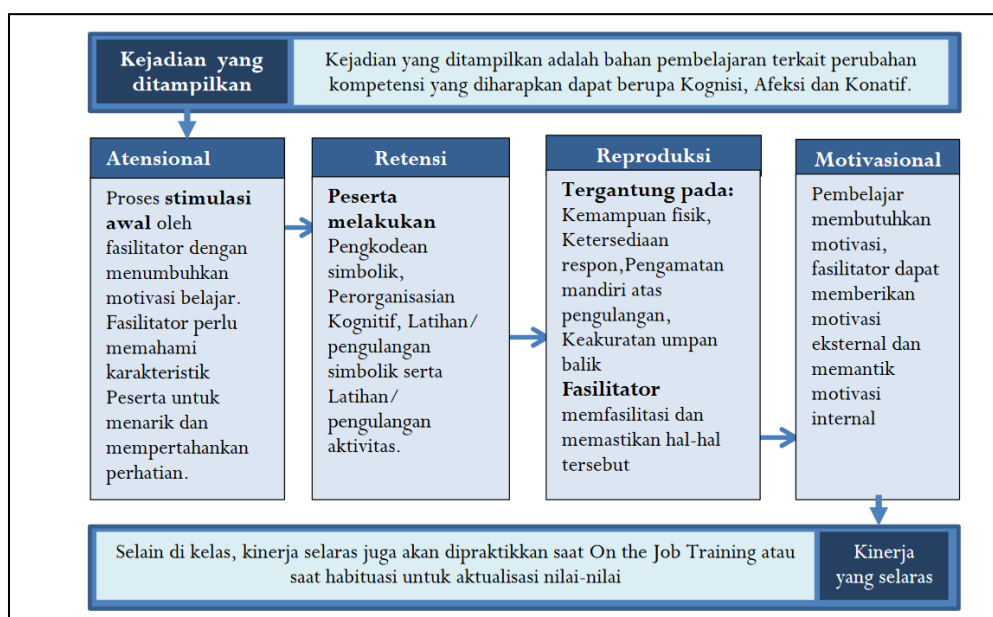 Kejadian yang
ditampilkan
Kejadian yang ditampilkan adalah bahan pembelajaran terkait perubahan
kompetensi yang diharapkan dapat berupa Kognisi, Afeksi dan Konatif.
Atensional
Proses stimulasi
awal oleh
fasilitator dengan
menumbuhkan
motivasi belajar.
Fasilitator perlu
memahami
karakteristik
Peserta untuk
menarik dan
mempertahankan
perhatian.
Retensi
Peserta
melakukan
Pengkodean
simbolik,
Perorganisasian
Kognitif, Latihan/
pengulangan
simbolik serta
Latihan/
pengulangan
aktivitas.
Reproduksi
Tergantung pada:
Kemampuan fisik,
Ketersediaan
respon,Pengamatan
mandiri atas
pengulangan,
Keakuratan umpan
balik
Fasilitator
memfasilitasi dan
memastikan hal-hal
tersebut
Motivasional
Pembelajar
membutuhkan
motivasi,
fasilitator dapat
memberikan
motivasi
eksternal dan
memantik
motivasi
internal
Selain di kelas, kinerja selaras juga akan dipraktikkan saat On the Job Training atau
saat habituasi untuk aktualisasi nilai-nilai
Kinerja
yang selaras